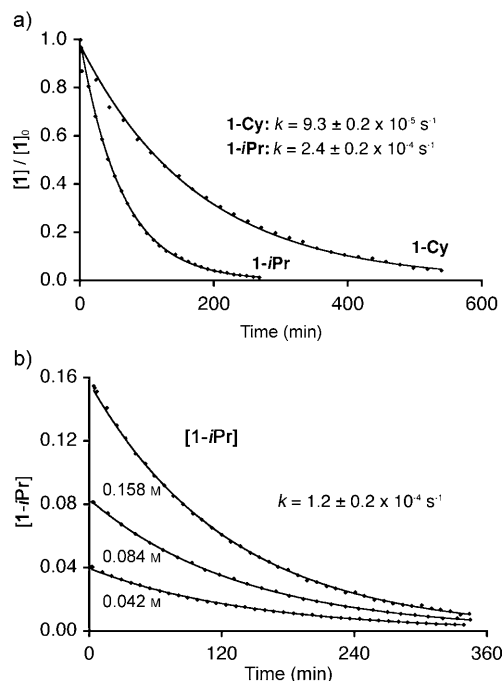 a)
1.0
0.8
0.6
0.4
0.2
0.0
[1] / [1]₀
1-Cy: k = 9.3 ± 0.2 x 10⁻⁵ s⁻¹
1-iPr: k = 2.4 ± 0.2 x 10⁻⁴ s⁻¹
1-Cy
1-iPr
0 200 400 600
Time (min)
b)
0.16
0.12
0.08
0.04
0.00
[1-iPr]
[1-iPr]
0.158 M
k = 1.2 ± 0.2 x 10⁻⁴ s⁻¹
0.084 M
0.042 M
0 120 240 360
Time (min)